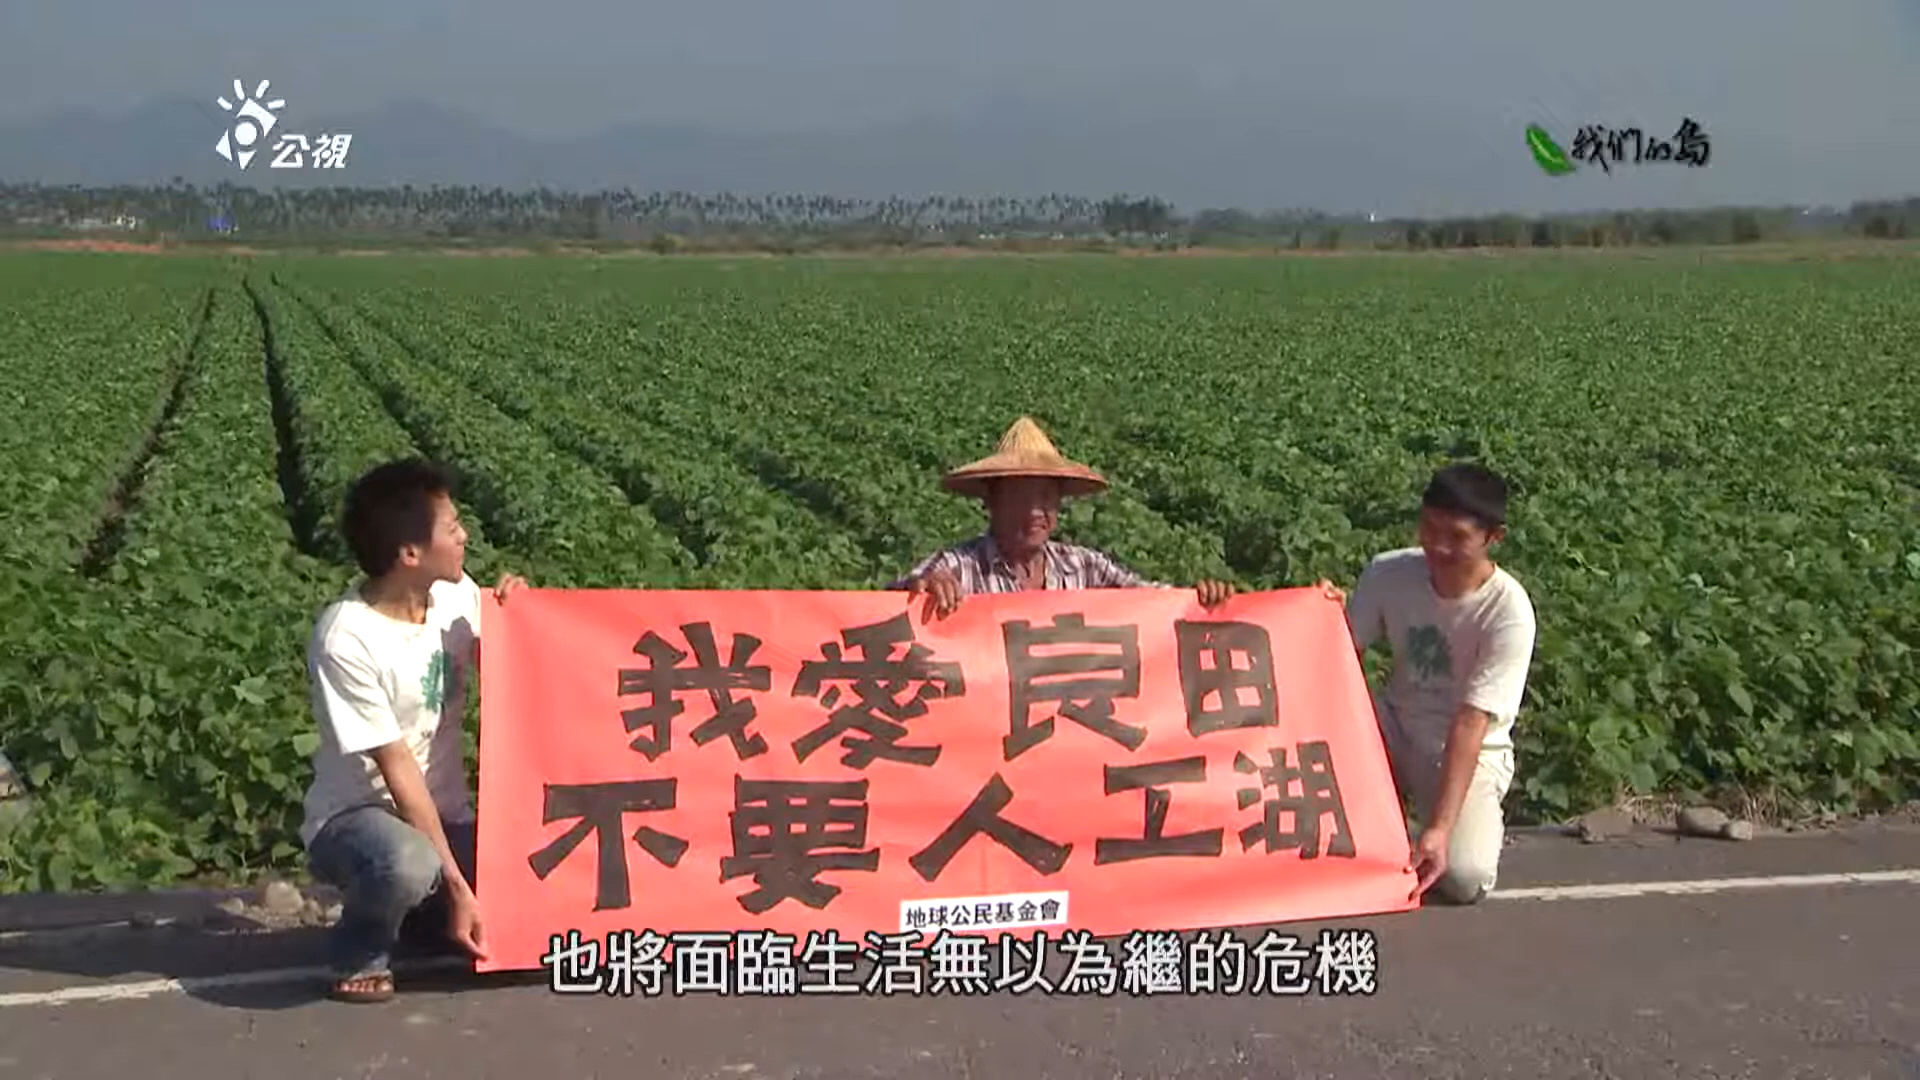 公視
我們的島
我愛良田
不要人工湖
地球公民基金會
也將面臨生活無以為繼的危機